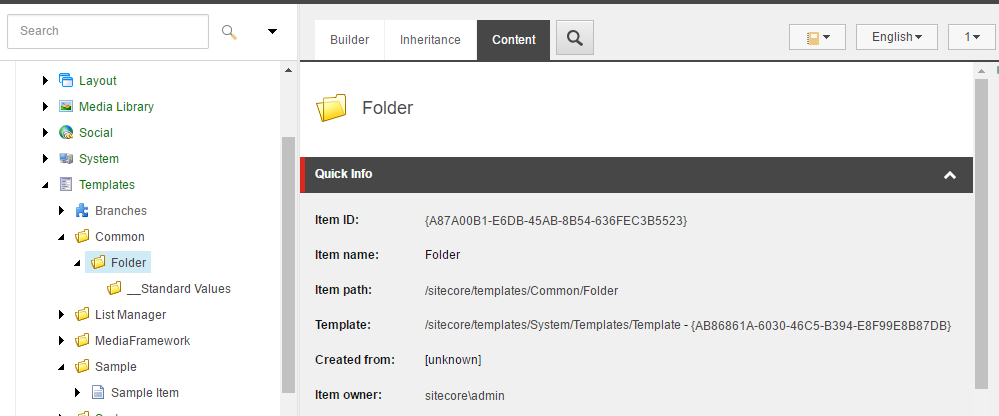 Search
Layout
Media Library
Social
System
Templates
Branches
Common
Folder
__Standard Values
List Manager
MediaFramework
Sample
Sample Item
Builder
Inheritance
Content
English
1
Folder
Quick Info
Item ID: {A87A00B1-E6DB-45AB-8B54-636FEC3B5523}
Item name: Folder
Item path: /sitecore/templates/Common/Folder
Template: /sitecore/templates/System/Templates/Template - {AB86861A-6030-46C5-B394-E8F99E8B87DB}
Created from: [unknown]
Item owner: sitecore\admin